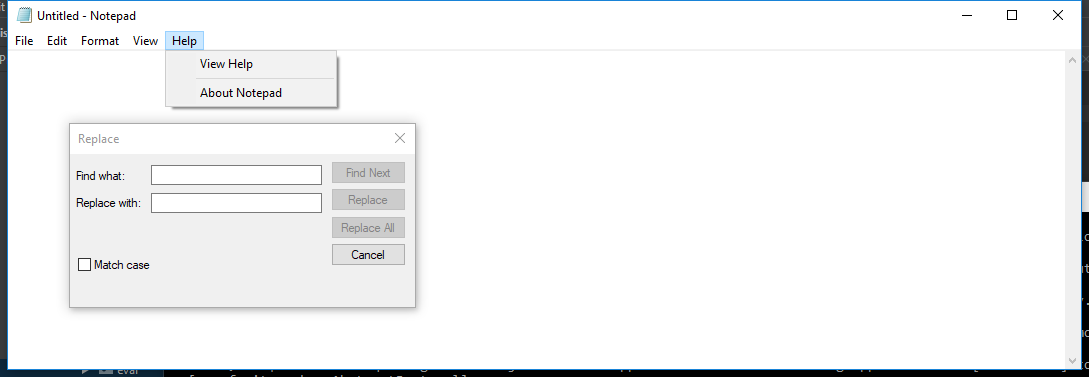 Untitled - Notepad
File Edit Format View Help
View Help
About Notepad
Replace
Find what:
Find Next
Replace with:
Replace
Replace All
Cancel
Match case
eval